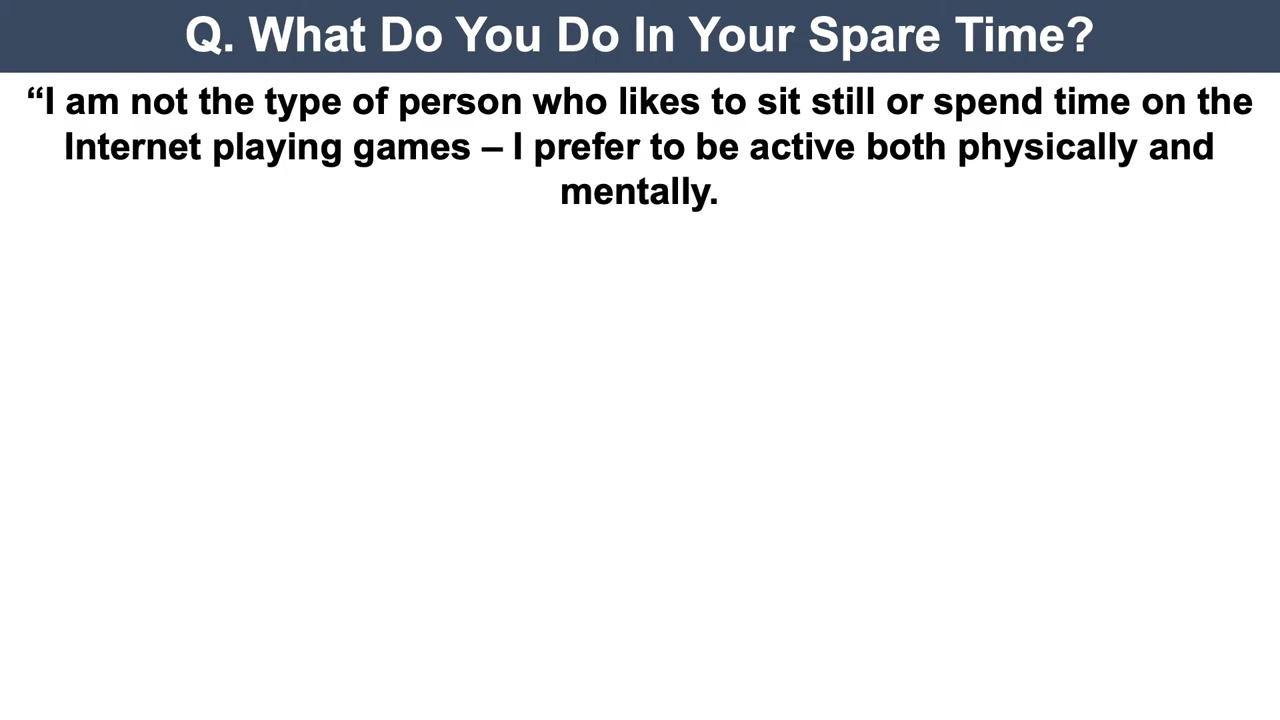 Q. What Do You Do In Your Spare Time?
“I am not the type of person who likes to sit still or spend time on the
Internet playing games – I prefer to be active both physically and
mentally.